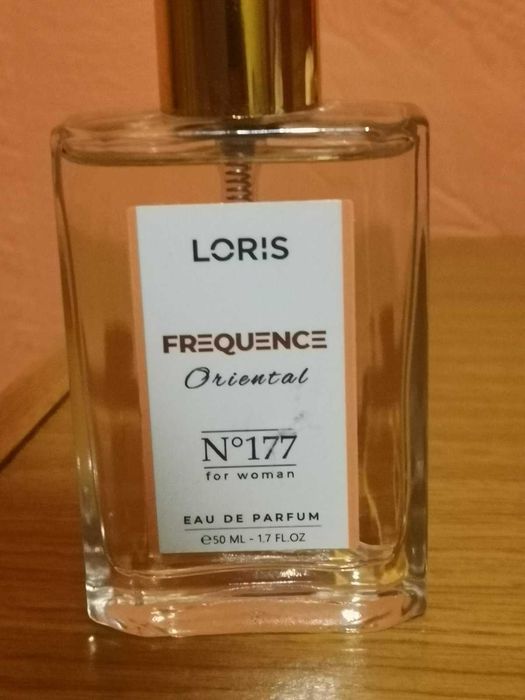 LORIS
FREQUENCE
Oriental
N°177
for woman
EAU DE PARFUM
℮50 ML - 1.7 FL.OZ